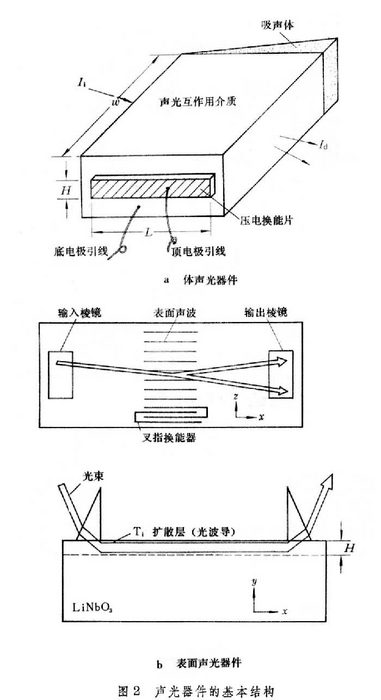 吸声体
I₁
w
声光互作用介质
I_d
H
L
压电换能片
底电极引线
顶电极引线
a 体声光器件
输入棱镜
表面声波
输出棱镜
z
x
叉指换能器
光束
Ti 扩散层(光波导)
H
y
x
LiNbO₃
b 表面声光器件
图2 声光器件的基本结构